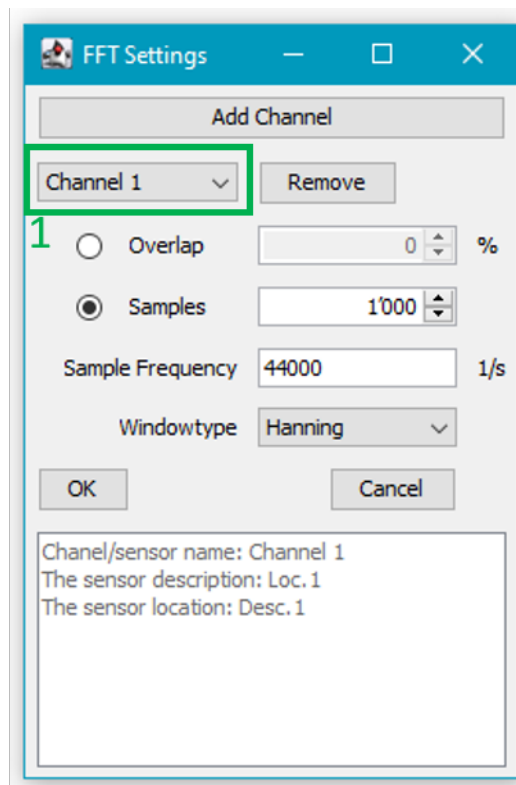 FFT Settings
Add Channel
Channel 1 Remove
1
Overlap 0 %
Samples 1'000
Sample Frequency 44000 1/s
Windowtype Hanning
OK Cancel
Chanel/sensor name: Channel 1
The sensor description: Loc.1
The sensor location: Desc.1